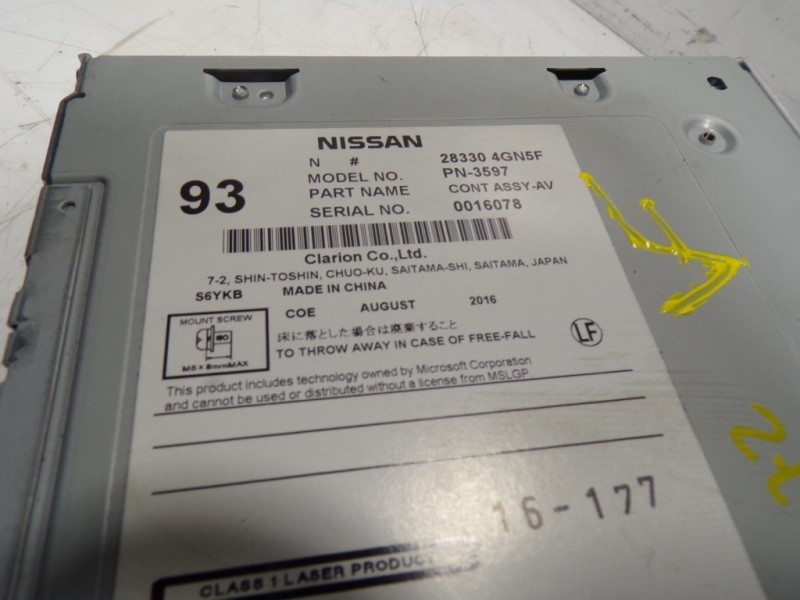 NISSAN
N # 28330 4GN5F
MODEL NO. PN-3597
93
PART NAME CONT ASSY-AV
SERIAL NO. 0016078
Clarion Co.,Ltd.
7-2, SHIN-TOSHIN, CHUO-KU, SAITAMA-SHI, SAITAMA, JAPAN
S6YKB MADE IN CHINA
COE AUGUST 2016
MOUNT SCREW
M5×8mmMAX
床に落とした場合は廃棄すること
TO THROW AWAY IN CASE OF FREE-FALL
LF
This product includes technology owned by Microsoft Corporation
and cannot be used or distributed without a license from MSLGP
16-177
CLASS 1 LASER PRODUCT